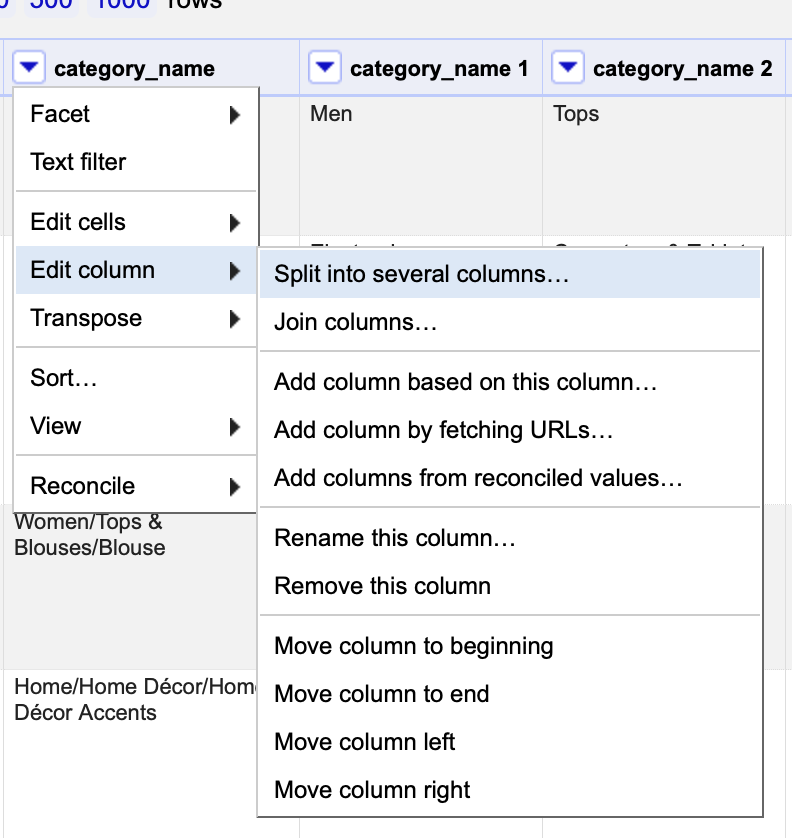 500 1000 rows
category_name category_name 1 category_name 2
Facet
Text filter
Edit cells
Edit column
Transpose
Sort…
View
Reconcile
Men
Tops
Split into several columns…
Join columns…
Add column based on this column…
Add column by fetching URLs…
Add columns from reconciled values…
Rename this column…
Remove this column
Move column to beginning
Move column to end
Move column left
Move column right
Women/Tops &
Blouses/Blouse
Home/Home Décor/Home
Décor Accents